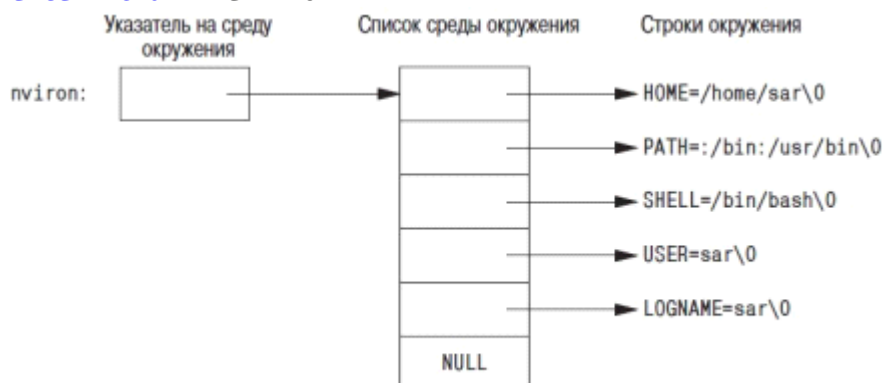 Указатель на среду
окружения
Список среды окружения
Строки окружения
nviron:
HOME=/home/sar\0
PATH=:/bin:/usr/bin\0
SHELL=/bin/bash\0
USER=sar\0
LOGNAME=sar\0
NULL